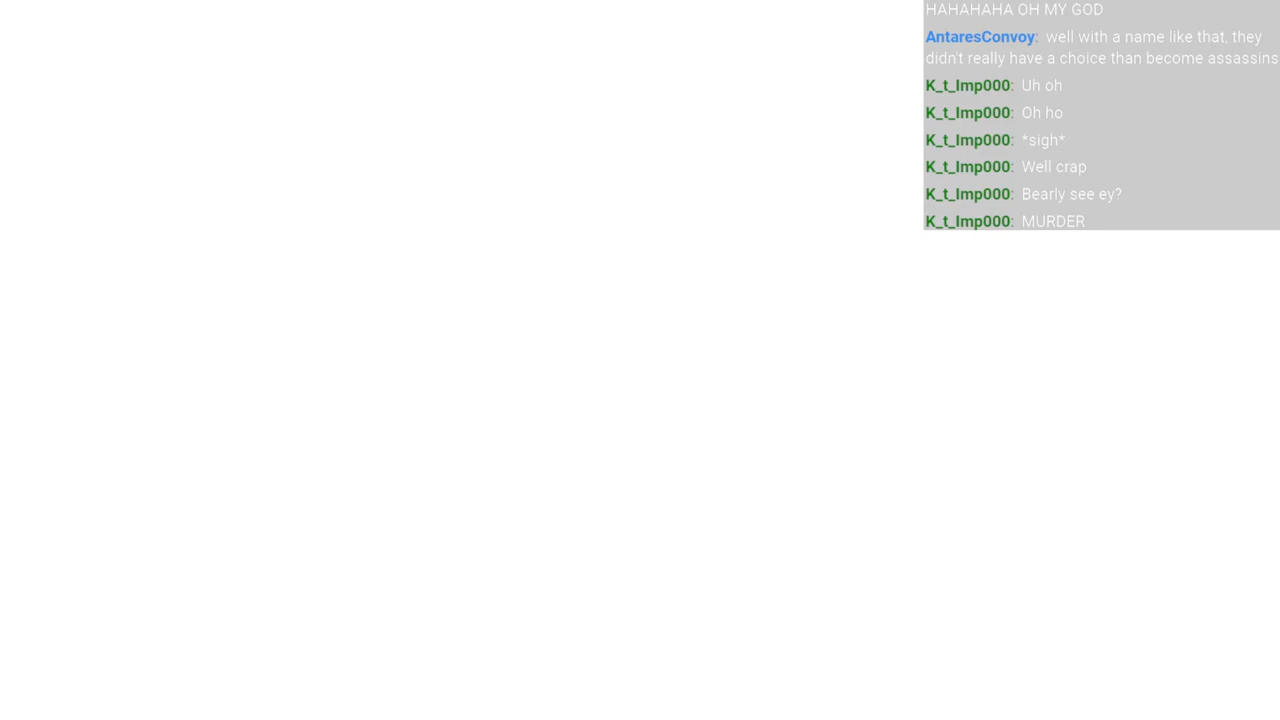 HAHAHAHA OH MY GOD
AntaresConvoy: well with a name like that, they
didn't really have a choice than become assassins
K_t_Imp000: Uh oh
K_t_Imp000: Oh ho
K_t_Imp000: *sigh*
K_t_Imp000: Well crap
K_t_Imp000: Bearly see ey?
K_t_Imp000: MURDER